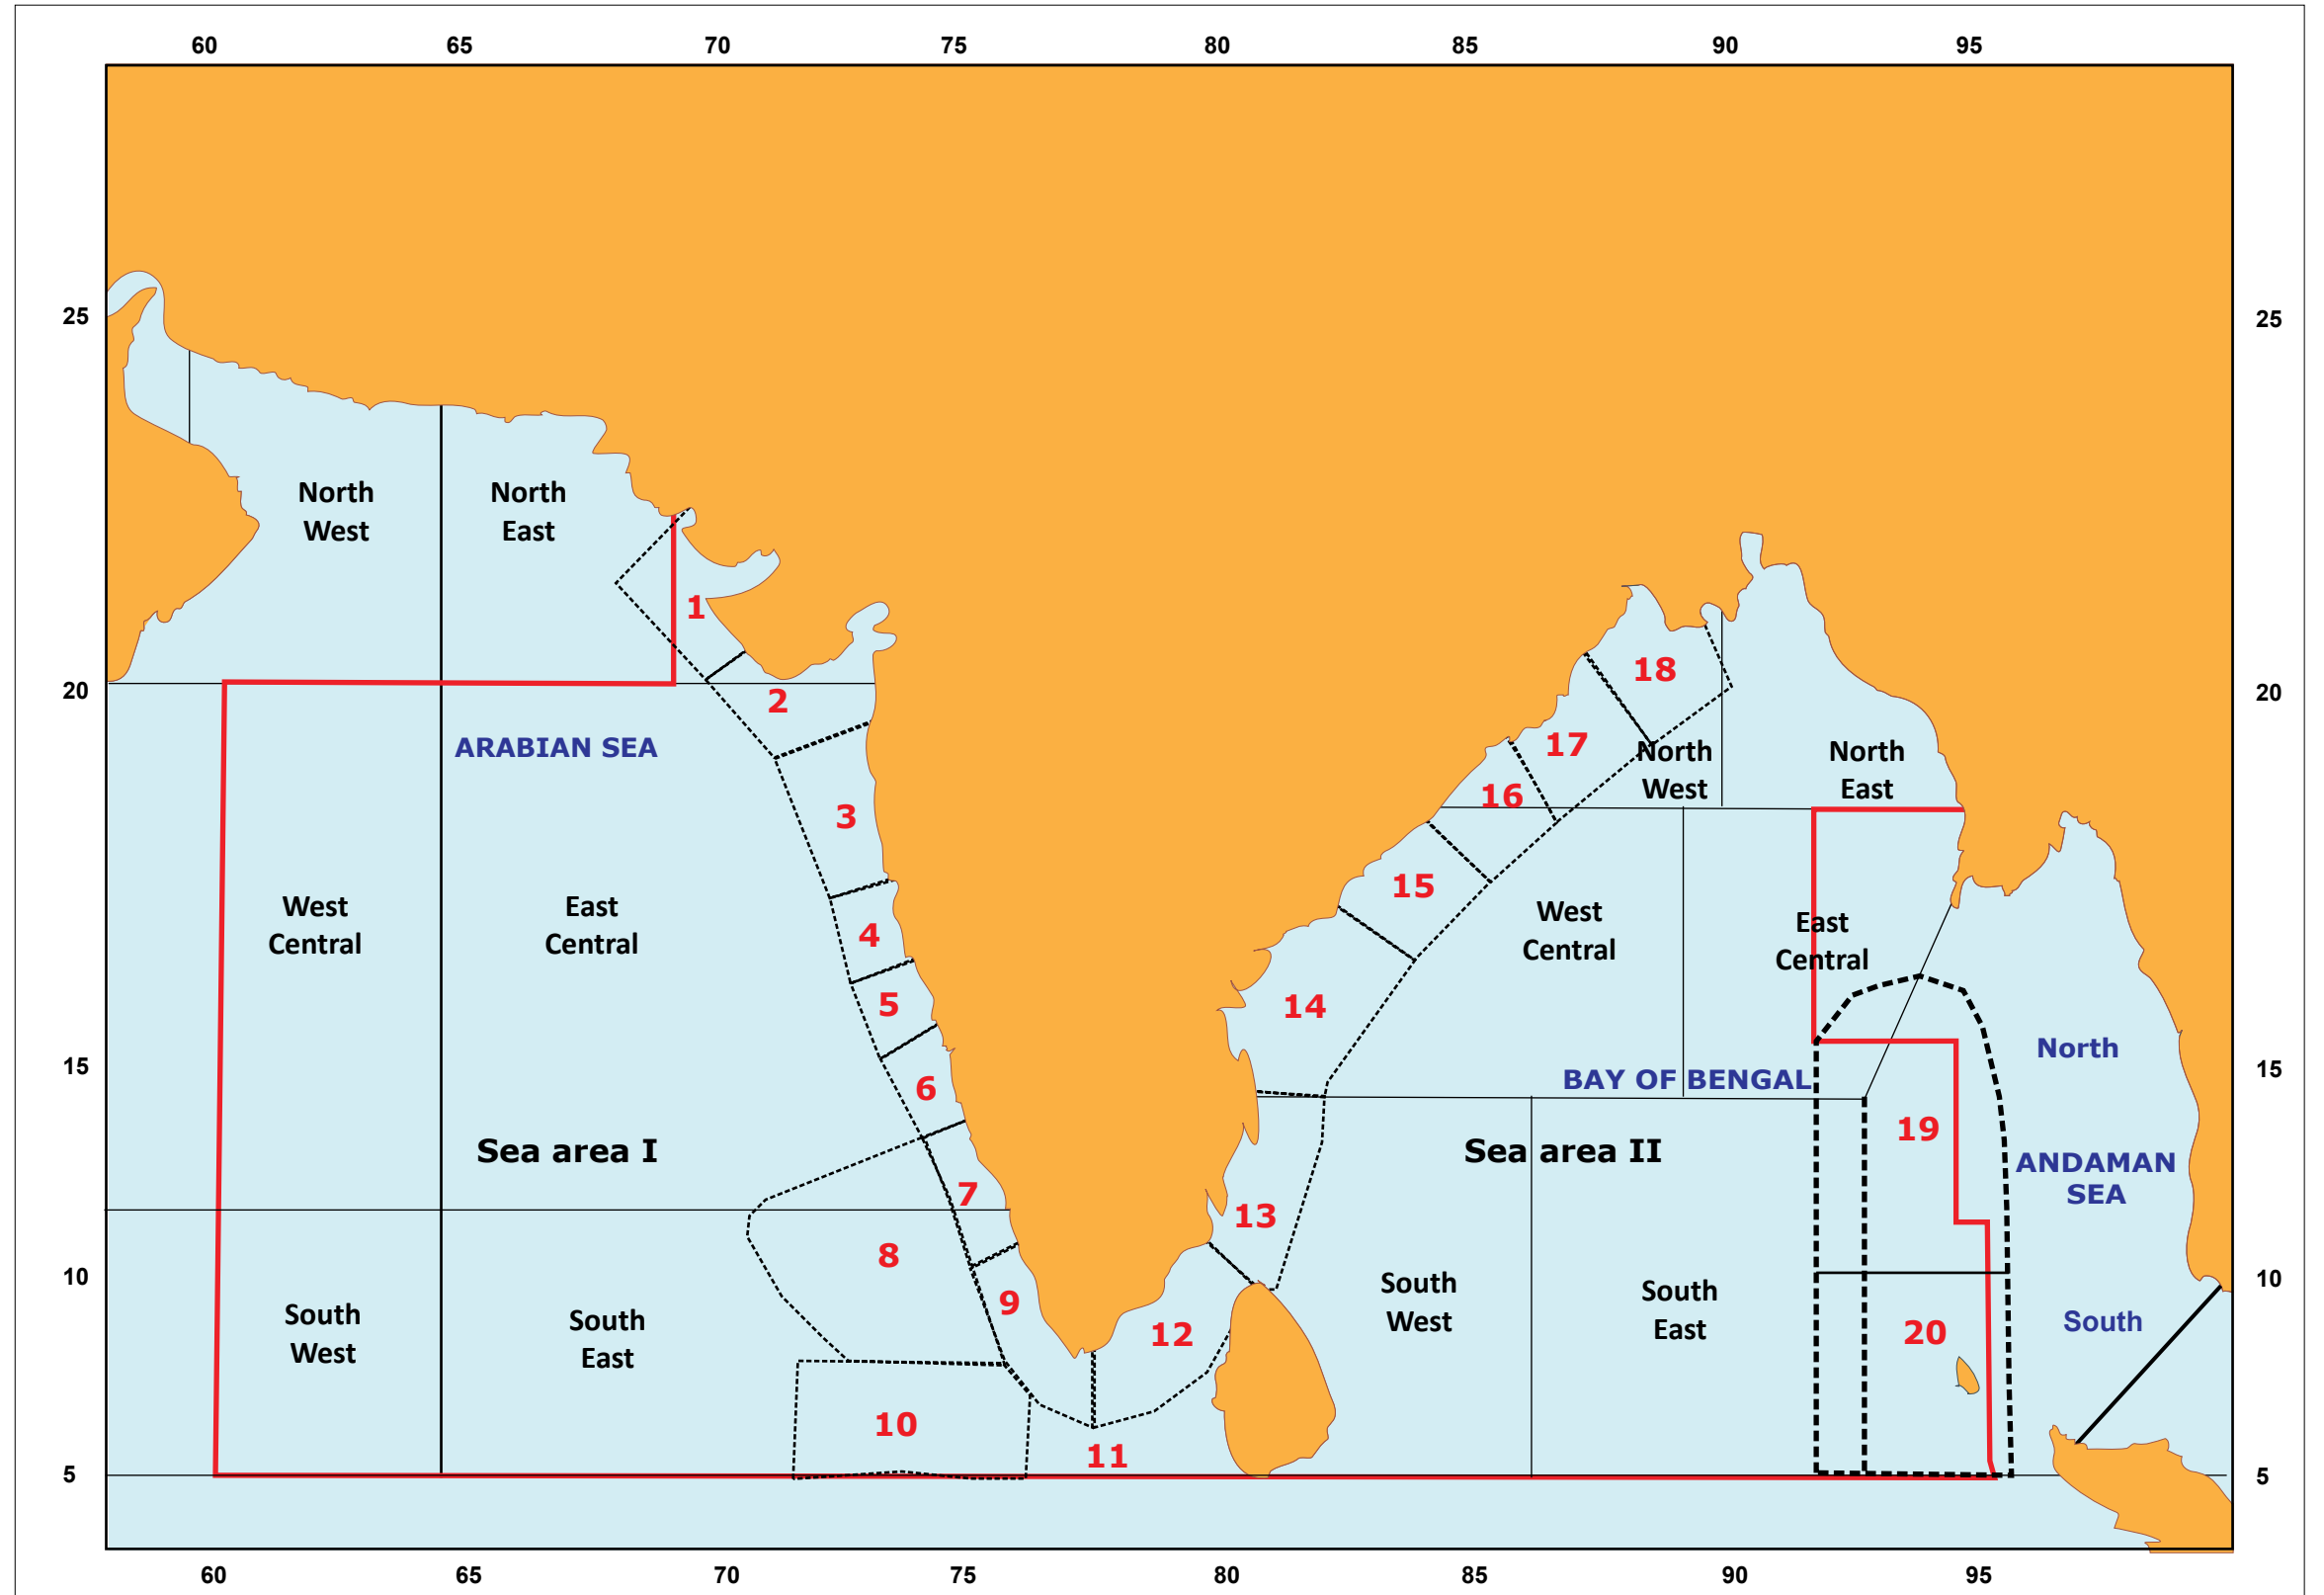 60 65 70 75 80 85 90 95
25 25
North North
West East
1
18
20 20
2
ARABIAN SEA
17
North North
West East
16
3
15
West East
Central Central
West East
Central Central
4
5
14
North
15 15
BAY OF BENGAL
6
19
Sea area I Sea area II
ANDAMAN
SEA
7
13
8
10 10
South South
West East
9
South South
West East
12
20
South
10
11
5 5
60 65 70 75 80 85 90 95